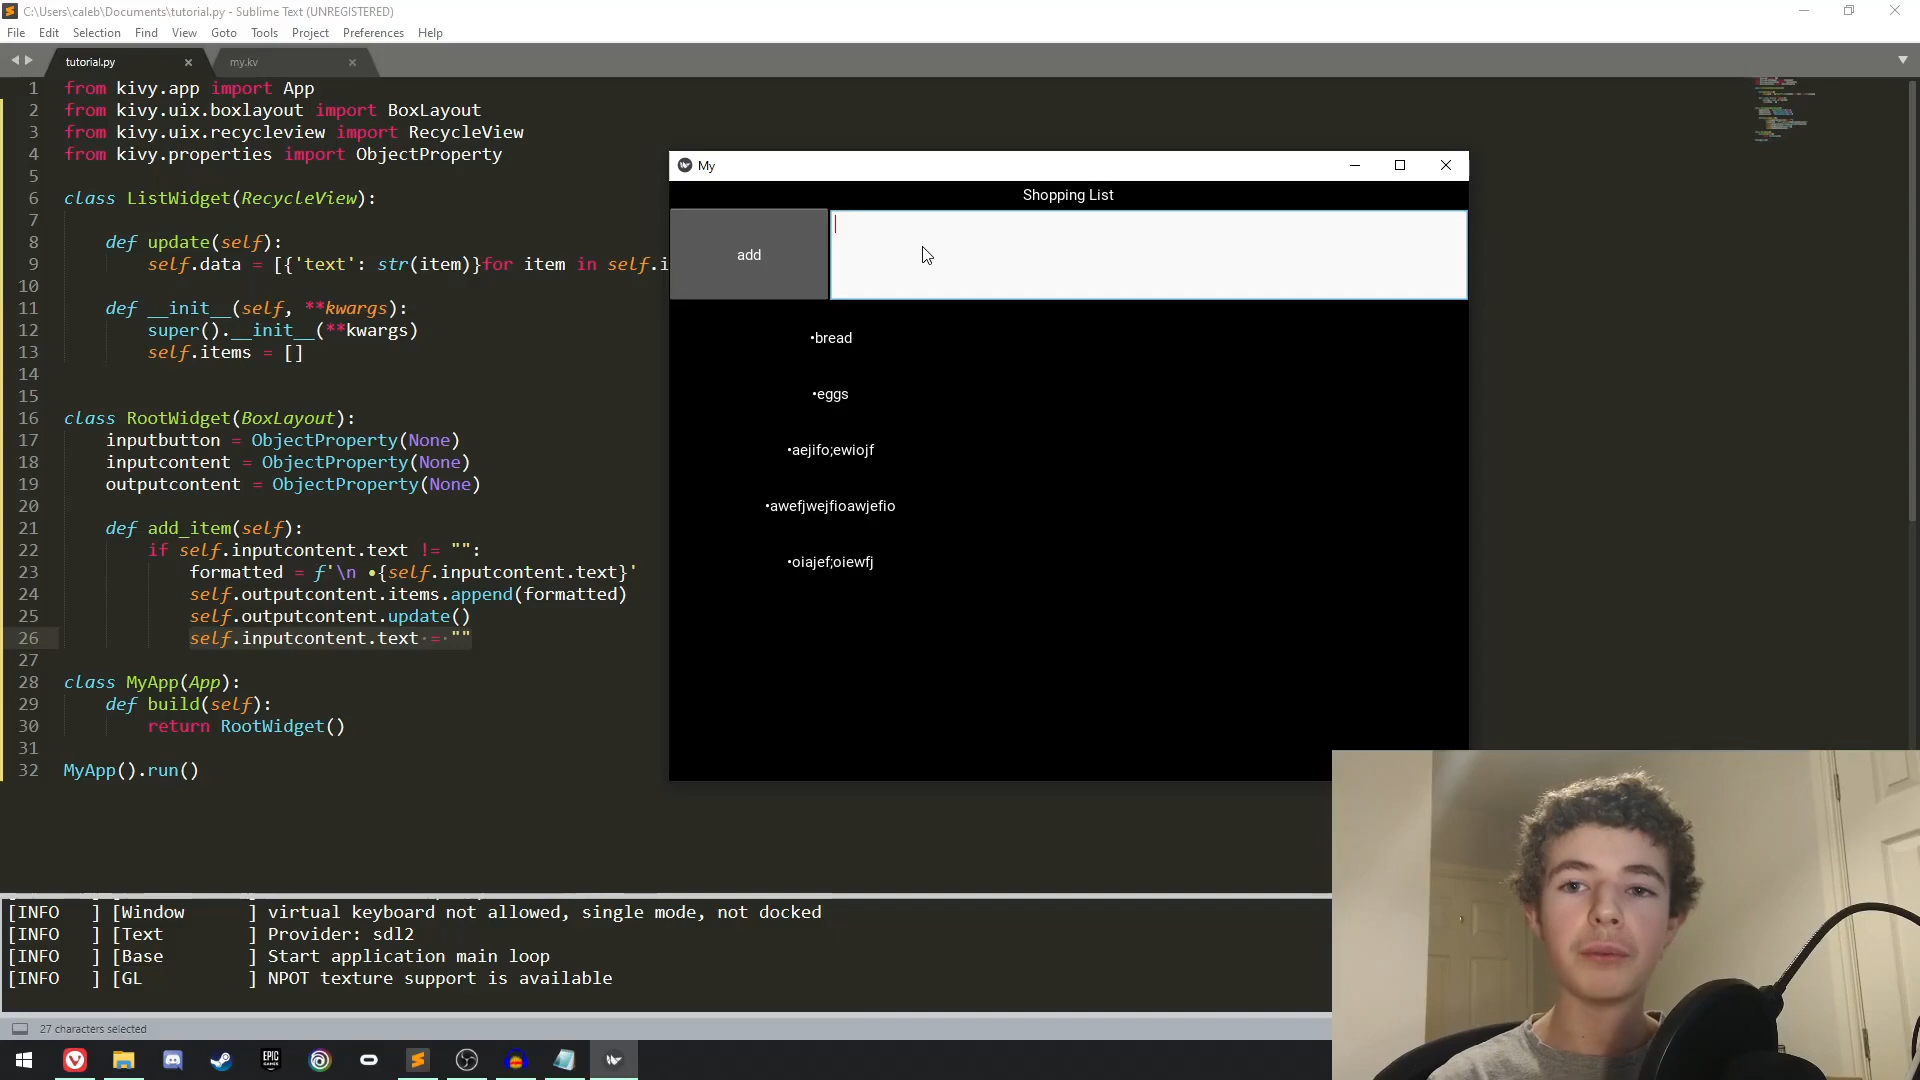 C:\Users\caleb\Documents\tutorial.py - Sublime Text (UNREGISTERED)
File Edit Selection Find View Goto Tools Project Preferences Help
tutorial.py
my.kv
1 from kivy.app import App
2 from kivy.uix.boxlayout import BoxLayout
3 from kivy.uix.recycleview import RecycleView
4 from kivy.properties import ObjectProperty
5
6 class ListWidget(RecycleView):
7
8 def update(self):
9 self.data = [{'text': str(item)}for item in self.i
10
11 def __init__(self, **kwargs):
12 super().__init__(**kwargs)
13 self.items = []
14
15
16 class RootWidget(BoxLayout):
17 inputbutton = ObjectProperty(None)
18 inputcontent = ObjectProperty(None)
19 outputcontent = ObjectProperty(None)
20
21 def add_item(self):
22 if self.inputcontent.text != "":
23 formatted = f'\n •{self.inputcontent.text}'
24 self.outputcontent.items.append(formatted)
25 self.outputcontent.update()
26 self.inputcontent.text = ""
27
28 class MyApp(App):
29 def build(self):
30 return RootWidget()
31
32 MyApp().run()
My
Shopping List
add
•bread
•eggs
•aejifo;ewiojf
•awefjwejfioawjefio
•oiajef;oiewfj
[INFO ] [Window ] virtual keyboard not allowed, single mode, not docked
[INFO ] [Text ] Provider: sdl2
[INFO ] [Base ] Start application main loop
[INFO ] [GL ] NPOT texture support is available
27 characters selected
EPIC
GAMES